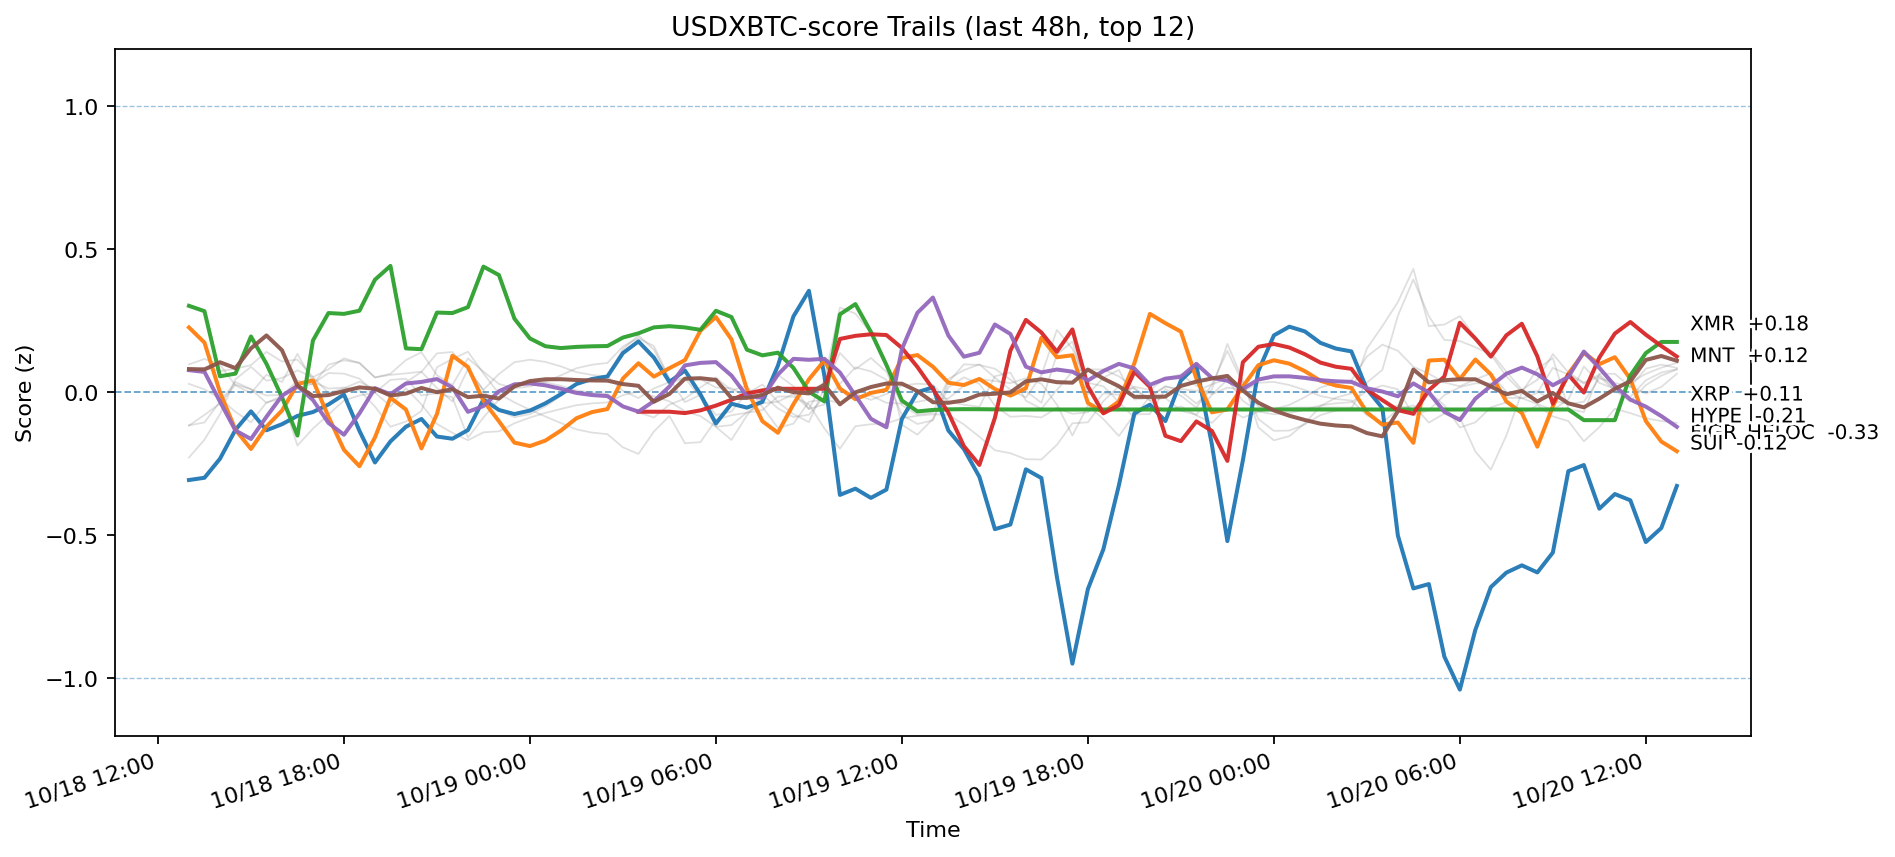 USDXBTC-score Trails (last 48h, top 12)
Score (z)
1.0
0.5
0.0
−0.5
−1.0
XMR +0.18
MNT +0.12
XRP +0.11
HYPE -0.21
-0.33
SUI -0.12
10/18 12:00
10/18 18:00
10/19 00:00
10/19 06:00
10/19 12:00
10/19 18:00
10/20 00:00
10/20 06:00
10/20 12:00
Time